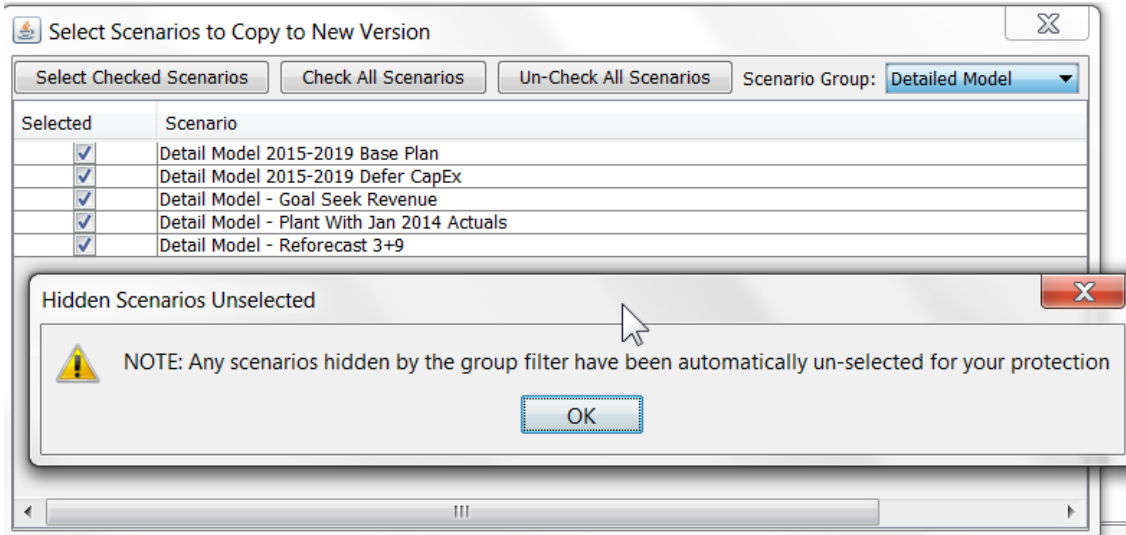 Select Scenarios to Copy to New Version
Select Checked Scenarios Check All Scenarios Un-Check All Scenarios Scenario Group: Detailed Model
Selected Scenario
Detail Model 2015-2019 Base Plan
Detail Model 2015-2019 Defer CapEx
Detail Model - Goal Seek Revenue
Detail Model - Plant With Jan 2014 Actuals
Detail Model - Reforecast 3+9
Hidden Scenarios Unselected
NOTE: Any scenarios hidden by the group filter have been automatically un-selected for your protection
OK